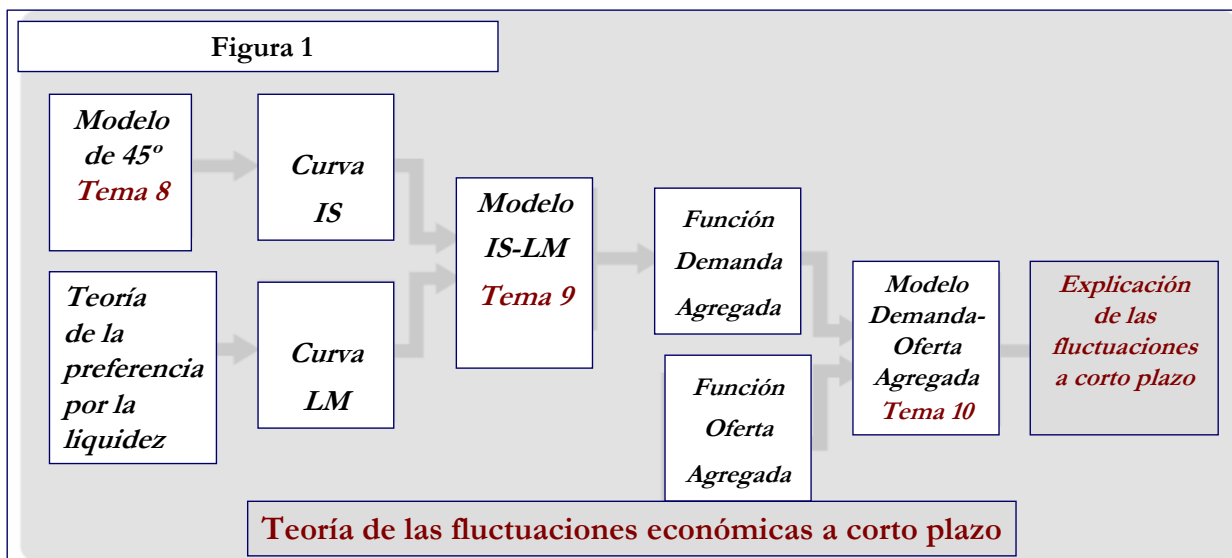 Figura 1
Modelo
de 45º
Tema 8
Curva
IS
Teoría
de la
preferencia
por la
liquidez
Curva
LM
Modelo
IS-LM
Tema 9
Función
Demanda
Agregada
Función
Oferta
Agregada
Modelo
Demanda-
Oferta
Agregada
Tema 10
Explicación
de las
fluctuaciones
a corto plazo
Teoría de las fluctuaciones económicas a corto plazo